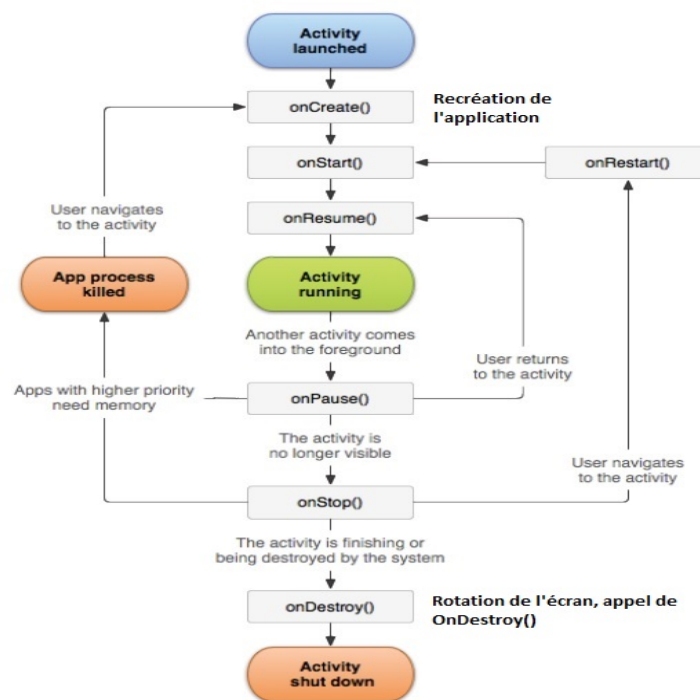 Activity
launched
onCreate()
Recréation de
l'application
onStart()
onRestart()
User navigates
to the activity
onResume()
App process
killed
Activity
running
Another activity comes
into the foreground
User returns
to the activity
Apps with higher priority
need memory
onPause()
The activity is
no longer visible
User navigates
to the activity
onStop()
The activity is finishing or
being destroyed by the system
onDestroy()
Rotation de l'écran, appel de
OnDestroy()
Activity
shut down